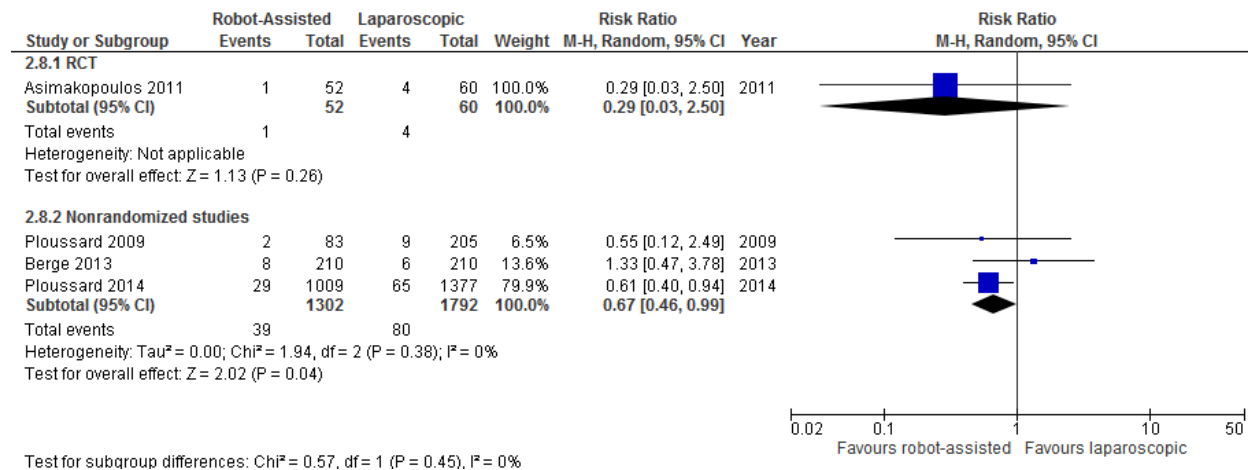 Robot-Assisted Laparoscopic Risk Ratio Risk Ratio
Study or Subgroup Events Total Events Total Weight M-H, Random, 95% CI Year M-H, Random, 95% CI
2.8.1 RCT
Asimakopoulos 2011 1 52 4 60 100.0% 0.29 [0.03, 2.50] 2011
Subtotal (95% CI) 52 60 100.0% 0.29 [0.03, 2.50]
Total events 1 4
Heterogeneity: Not applicable
Test for overall effect: Z = 1.13 (P = 0.26)
2.8.2 Nonrandomized studies
Ploussard 2009 2 83 9 205 6.5% 0.55 [0.12, 2.49] 2009
Berge 2013 8 210 6 210 13.6% 1.33 [0.47, 3.78] 2013
Ploussard 2014 29 1009 65 1377 79.9% 0.61 [0.40, 0.94] 2014
Subtotal (95% CI) 1302 1792 100.0% 0.67 [0.46, 0.99]
Total events 39 80
Heterogeneity: Tau² = 0.00; Chi² = 1.94, df = 2 (P = 0.38); I² = 0%
Test for overall effect: Z = 2.02 (P = 0.04)
0.02 0.1 1 10 50
Favours robot-assisted Favours laparoscopic
Test for subgroup differences: Chi² = 0.57, df = 1 (P = 0.45), I² = 0%